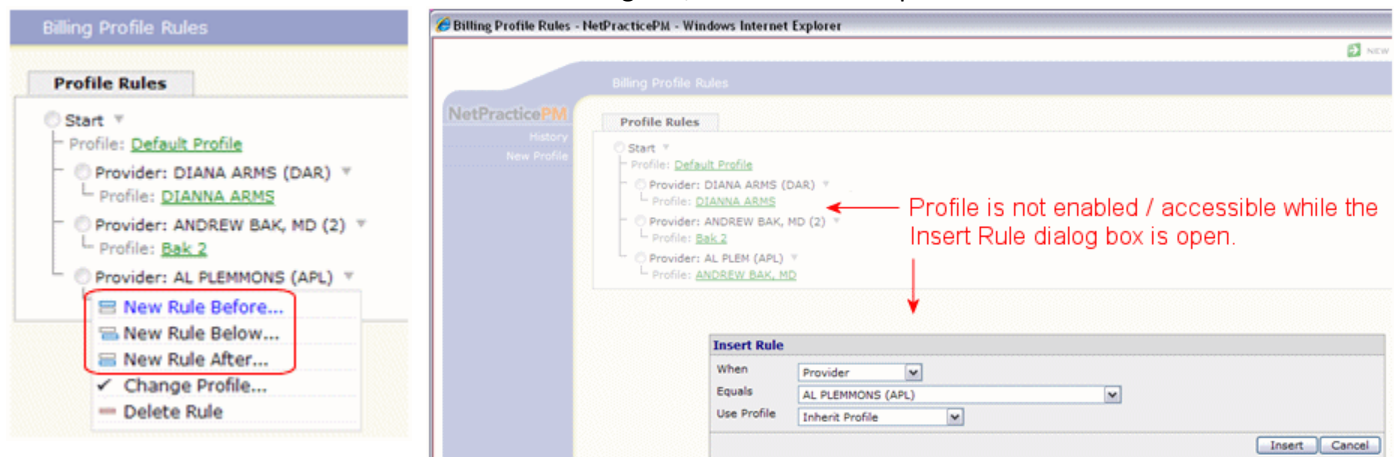 Billing Profile Rules
Profile Rules
Start
Profile: Default Profile
Provider: DIANA ARMS (DAR)
Profile: DIANNA ARMS
Provider: ANDREW BAK, MD (2)
Profile: Bak 2
Provider: AL PLEMMONS (APL)
New Rule Before...
New Rule Below...
New Rule After...
Change Profile...
Delete Rule
Billing Profile Rules - NetPracticePM - Windows Internet Explorer
NEW
Billing Profile Rules
NetPracticePM
History
New Profile
Profile Rules
Start
Profile: Default Profile
Provider: DIANA ARMS (DAR)
Profile: DIANNA ARMS
Provider: ANDREW BAK, MD (2)
Profile: Bak 2
Provider: AL PLEM (APL)
Profile: ANDREW BAK, MD
Profile is not enabled / accessible while the
Insert Rule dialog box is open.
Insert Rule
When Provider
Equals AL PLEMMONS (APL)
Use Profile Inherit Profile
Insert Cancel